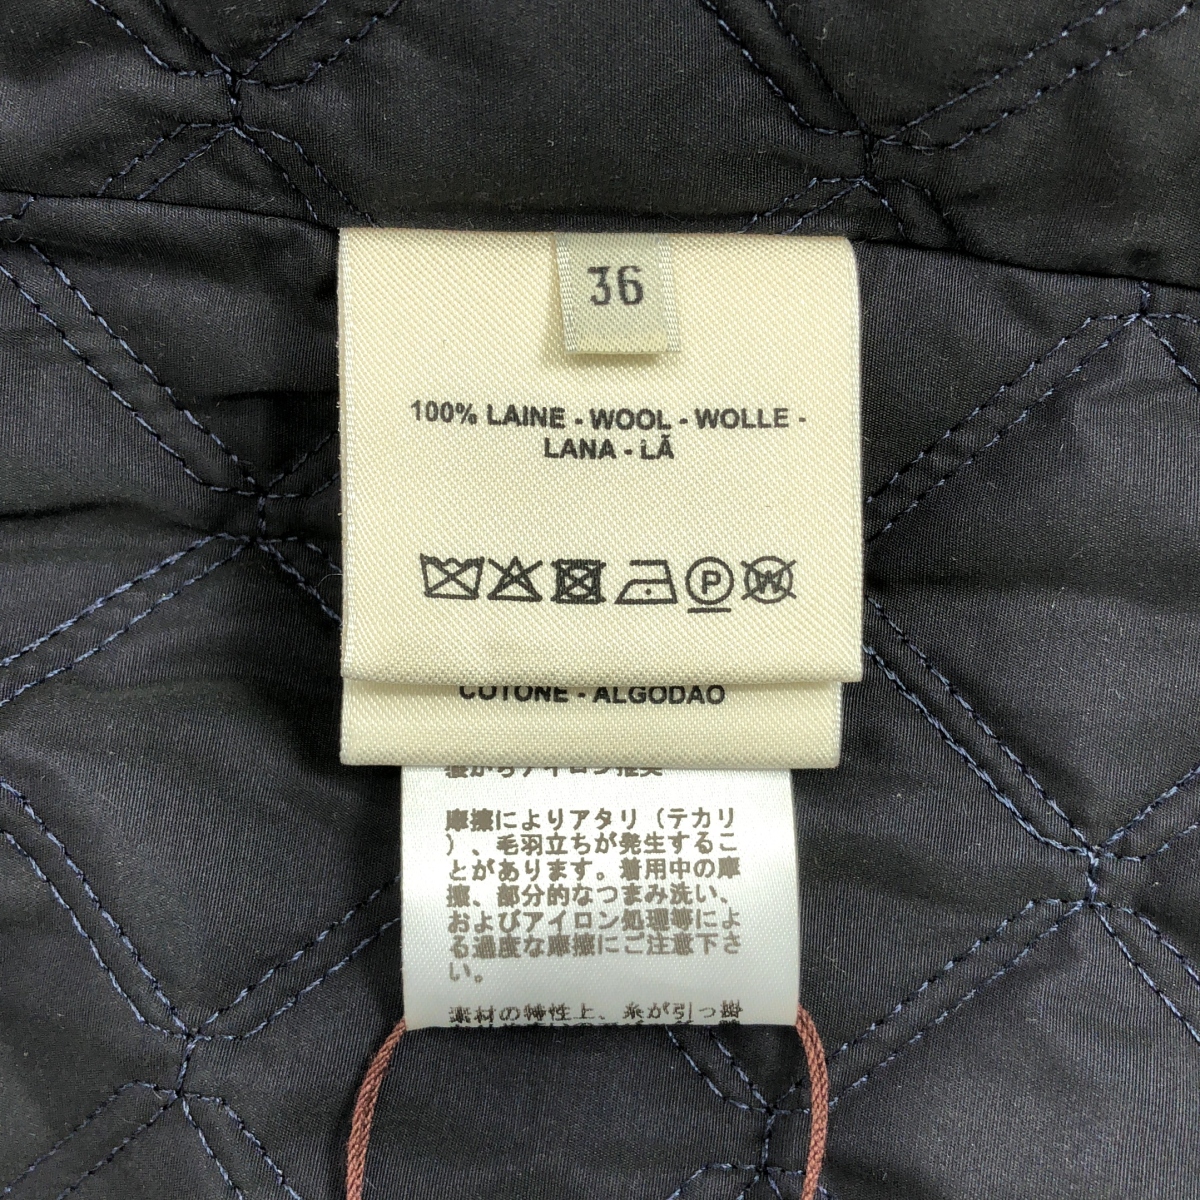 36
100% LAINE - WOOL - WOLLE -
LANA - LÃ
P
W
COTONE - ALGODAO
摩擦によりアタリ（テカリ
）、毛羽立ちが発生するこ
とがあります。着用中の摩
擦、部分的なつまみ洗い、
およびアイロン処理等によ
る過度な摩擦にご注意下さ
い。
素材の特性上、糸が引っ掛